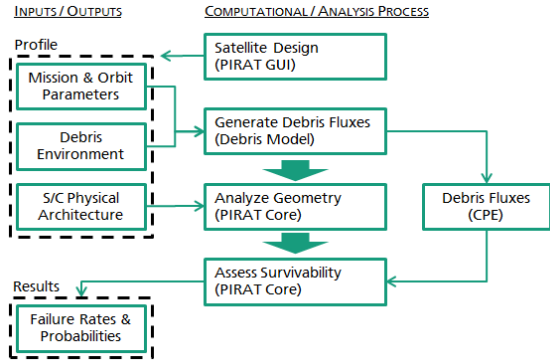 INPUTS / OUTPUTS
COMPUTATIONAL / ANALYSIS PROCESS
Profile
Satellite Design
(PIRAT GUI)
Mission & Orbit
Parameters
Generate Debris Fluxes
(Debris Model)
Debris
Environment
S/C Physical
Architecture
Analyze Geometry
(PIRAT Core)
Debris Fluxes
(CPE)
Assess Survivability
(PIRAT Core)
Results
Failure Rates &
Probabilities